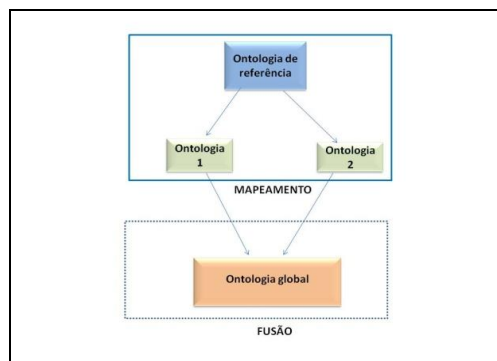 Ontologia de
referência
Ontologia
1
Ontologia
2
MAPEAMENTO
Ontologia global
FUSÃO